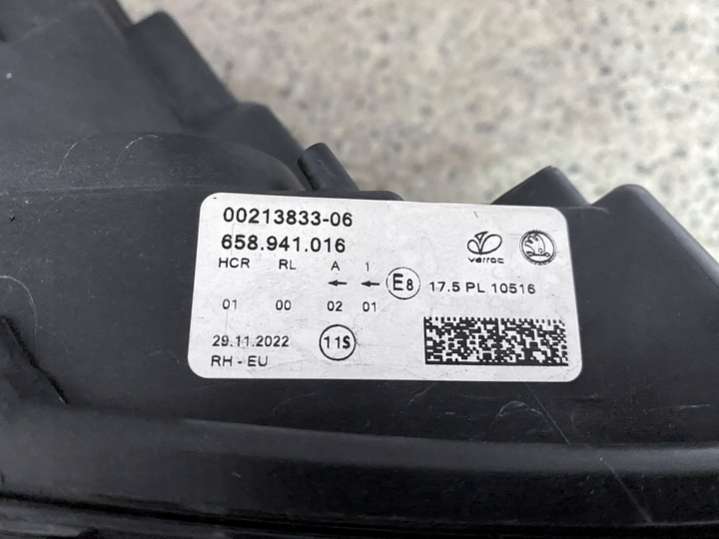 00213833-06
658.941.016
varroc
HCR RL A 1
← ← E8 17.5 PL 10516
01 00 02 01
29.11.2022 11S
RH - EU